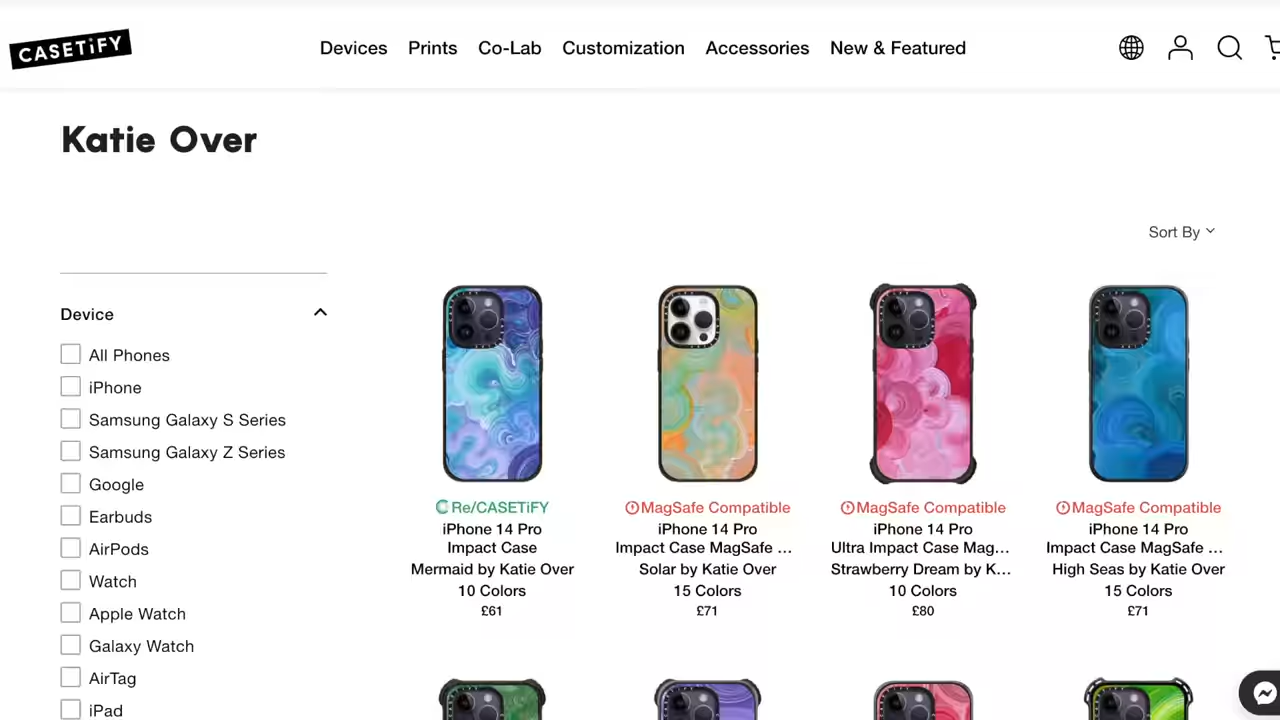 CASETiFY
Devices Prints Co-Lab Customization Accessories New & Featured
Katie Over
Sort By
Device
All Phones
iPhone
Samsung Galaxy S Series
Samsung Galaxy Z Series
Google
Earbuds
AirPods
Watch
Apple Watch
Galaxy Watch
AirTag
iPad
Re/CASETiFY
iPhone 14 Pro
Impact Case
Mermaid by Katie Over
10 Colors
£61
MagSafe Compatible
iPhone 14 Pro
Impact Case MagSafe ...
Solar by Katie Over
15 Colors
£71
MagSafe Compatible
iPhone 14 Pro
Ultra Impact Case Mag...
Strawberry Dream by K...
10 Colors
£80
MagSafe Compatible
iPhone 14 Pro
Impact Case MagSafe ...
High Seas by Katie Over
15 Colors
£71